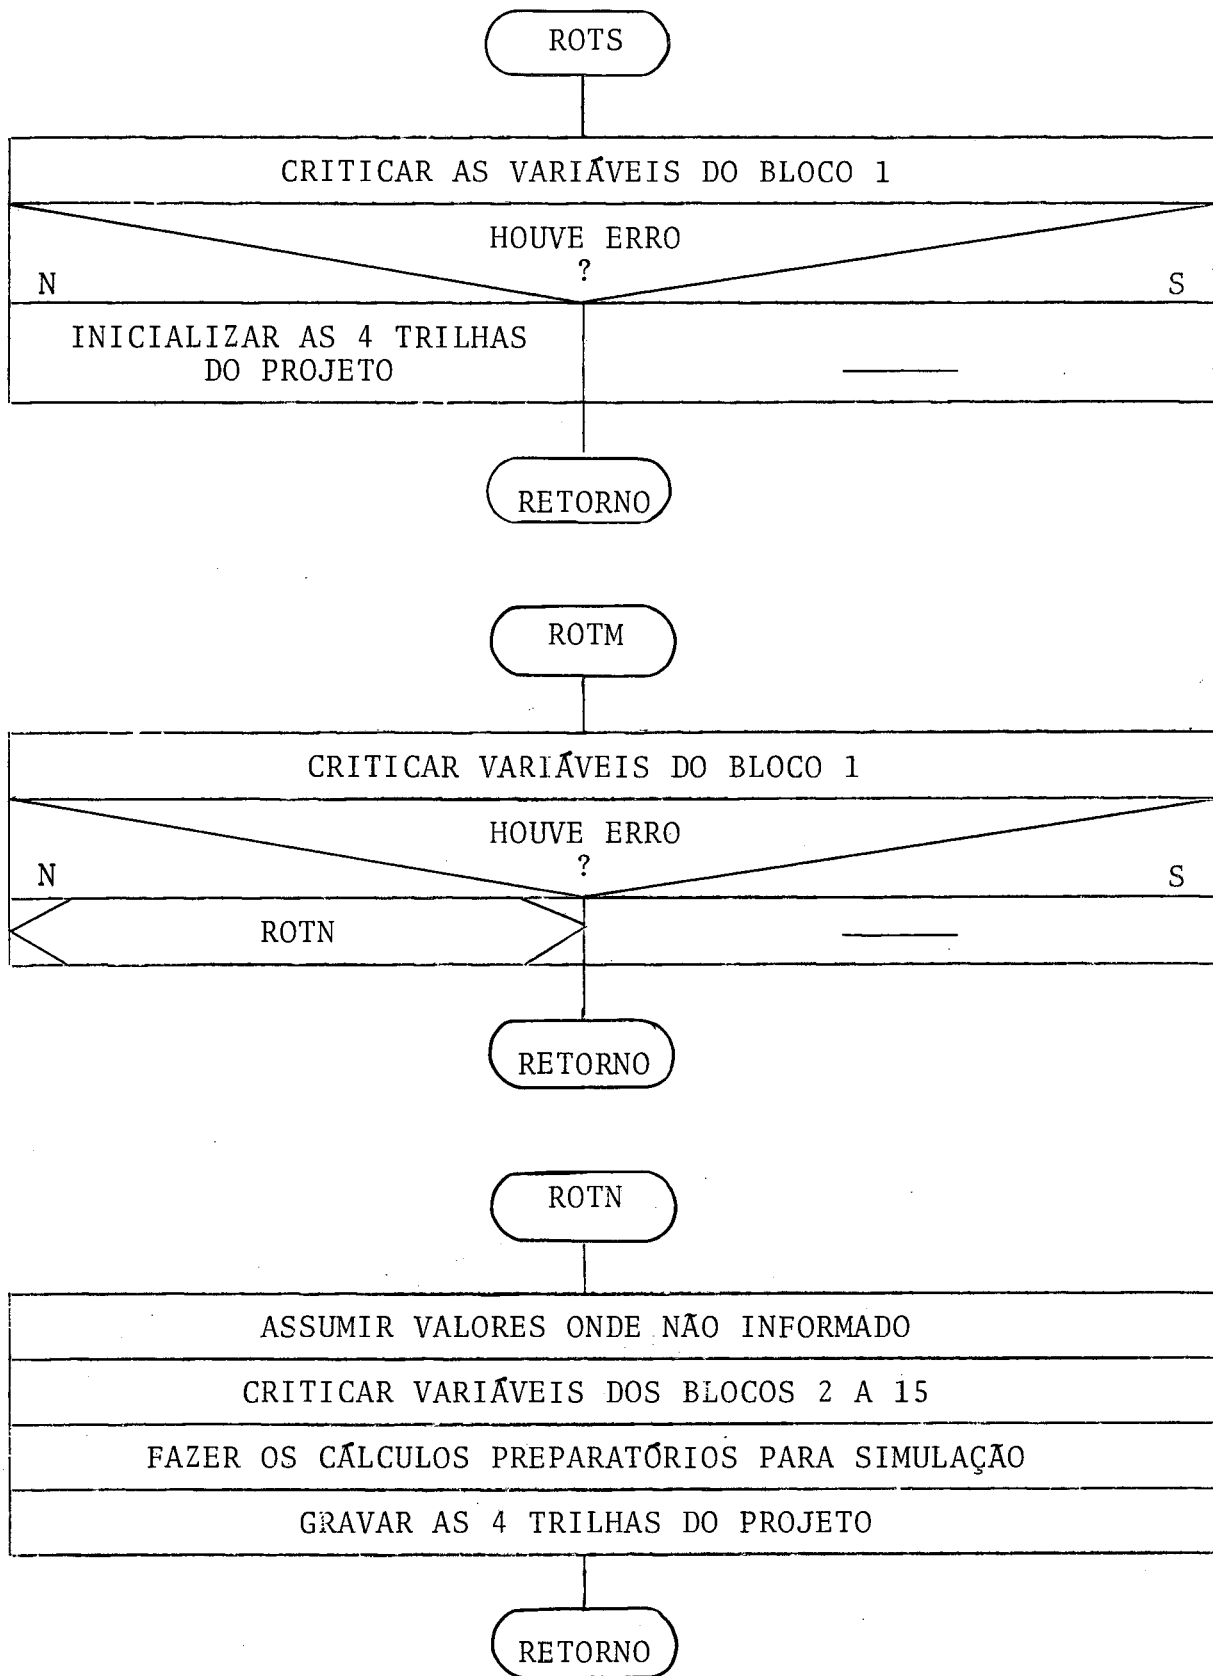 ROTS
CRITICAR AS VARIÁVEIS DO BLOCO 1
HOUVE ERRO
?
N
S
INICIALIZAR AS 4 TRILHAS
DO PROJETO
RETORNO
ROTM
CRITICAR VARIÁVEIS DO BLOCO 1
HOUVE ERRO
?
N
S
ROTN
RETORNO
ROTN
ASSUMIR VALORES ONDE NÃO INFORMADO
CRITICAR VARIÁVEIS DOS BLOCOS 2 A 15
FAZER OS CÁLCULOS PREPARATÓRIOS PARA SIMULAÇÃO
GRAVAR AS 4 TRILHAS DO PROJETO
RETORNO